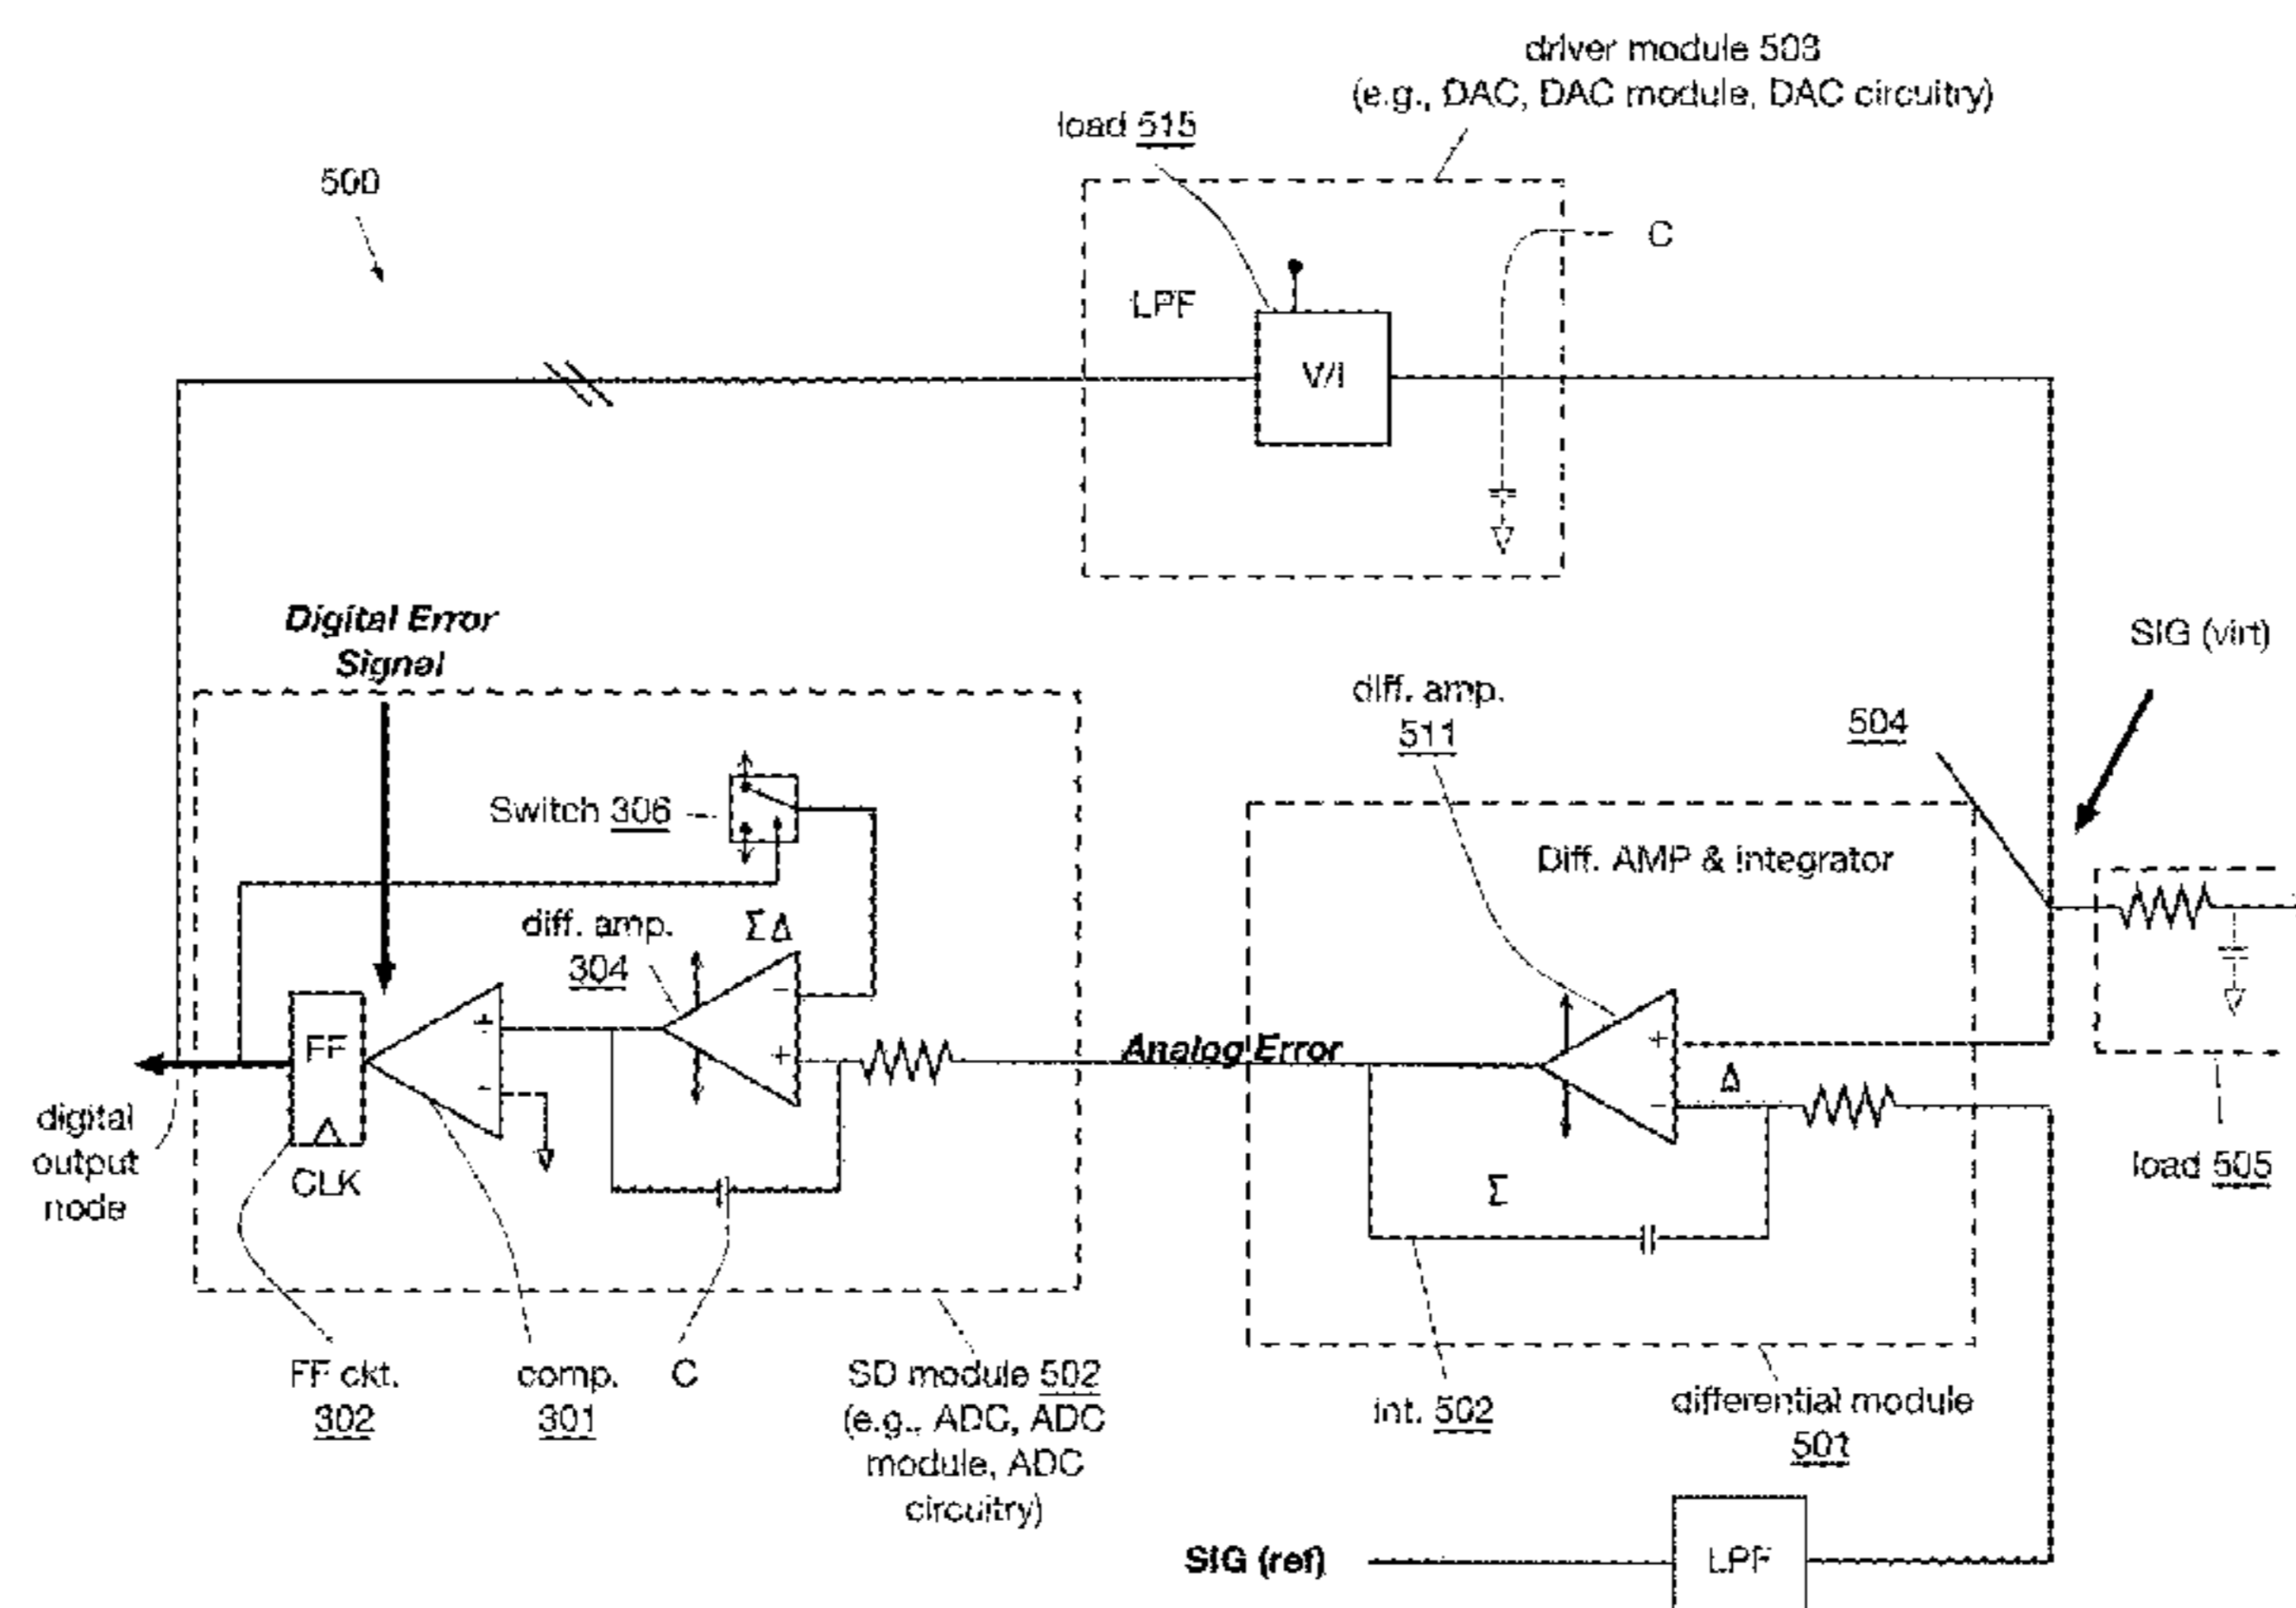 driver module 503
(e.g., DAC, DAC module, DAC circuitry)
load 515
500
C
LPF
V/I
Digital Error
Signal
SIG (virt)
diff. amp.
511
504
Switch 306
Diff. AMP & integrator
diff. amp.
304
ΣΔ
FF
+
-
-
+
Analog Error
+
Δ
-
digital
output
node
CLK
Σ
load 505
FF ckt.
302
comp.
301
C
SD module 502
(e.g., ADC, ADC
module, ADC
circuitry)
int. 502
differential module
501
SIG (ref)
LPF